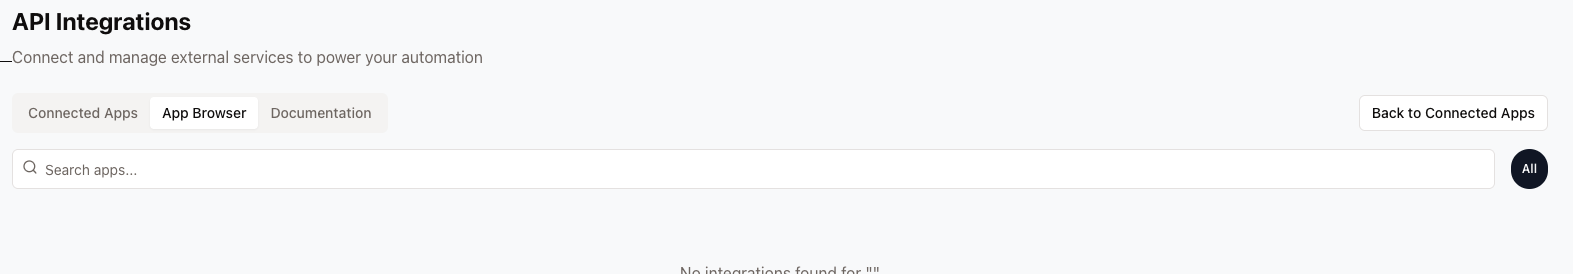 API Integrations
Connect and manage external services to power your automation
Connected Apps App Browser Documentation Back to Connected Apps
Search apps... All
No integrations found for ""